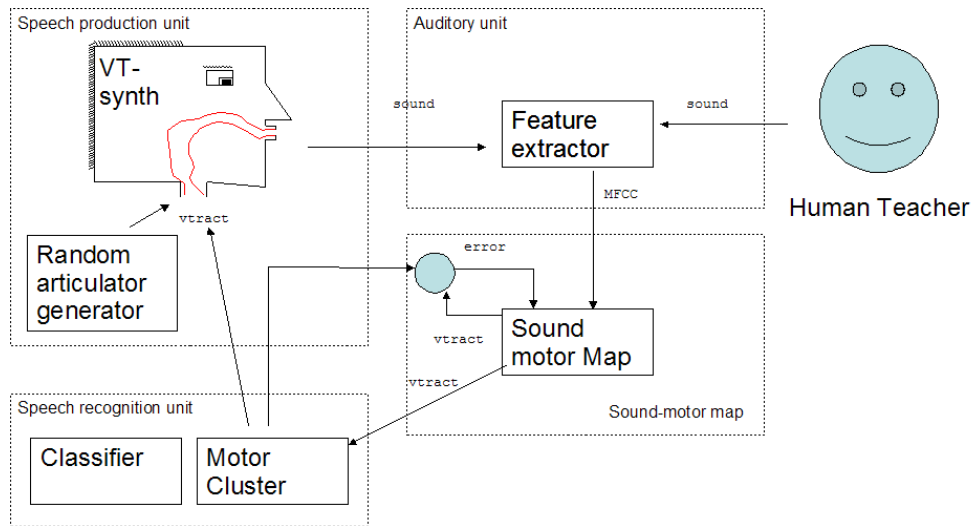 Speech production unit
VT-
synth
Random
articulator
generator
vtract
sound
Auditory unit
Feature
extractor
sound
Human Teacher
MFCC
error
vtract
Sound
motor Map
vtract
Sound-motor map
Speech recognition unit
Classifier
Motor
Cluster